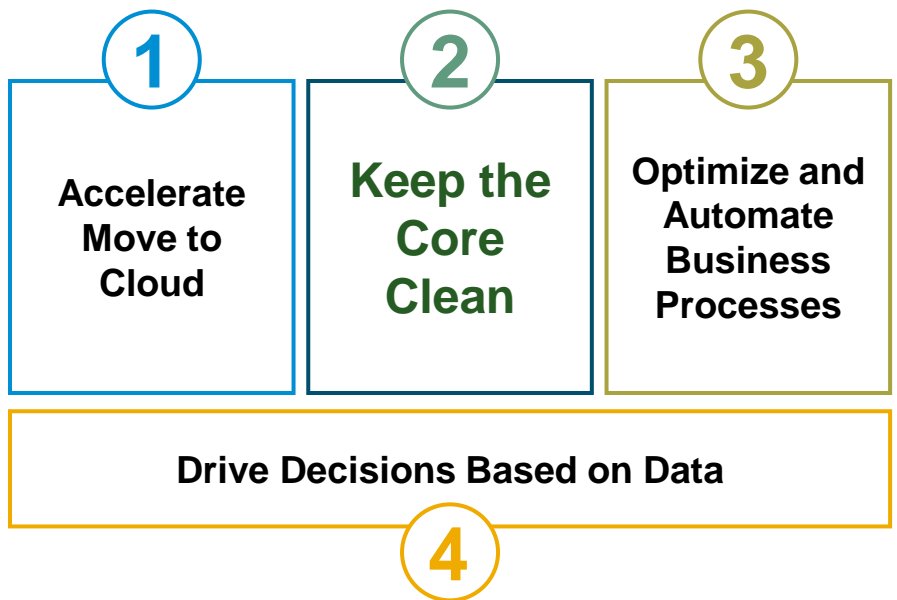 1
Accelerate
Move to
Cloud
2
Keep the
Core
Clean
3
Optimize and
Automate
Business
Processes
Drive Decisions Based on Data
4